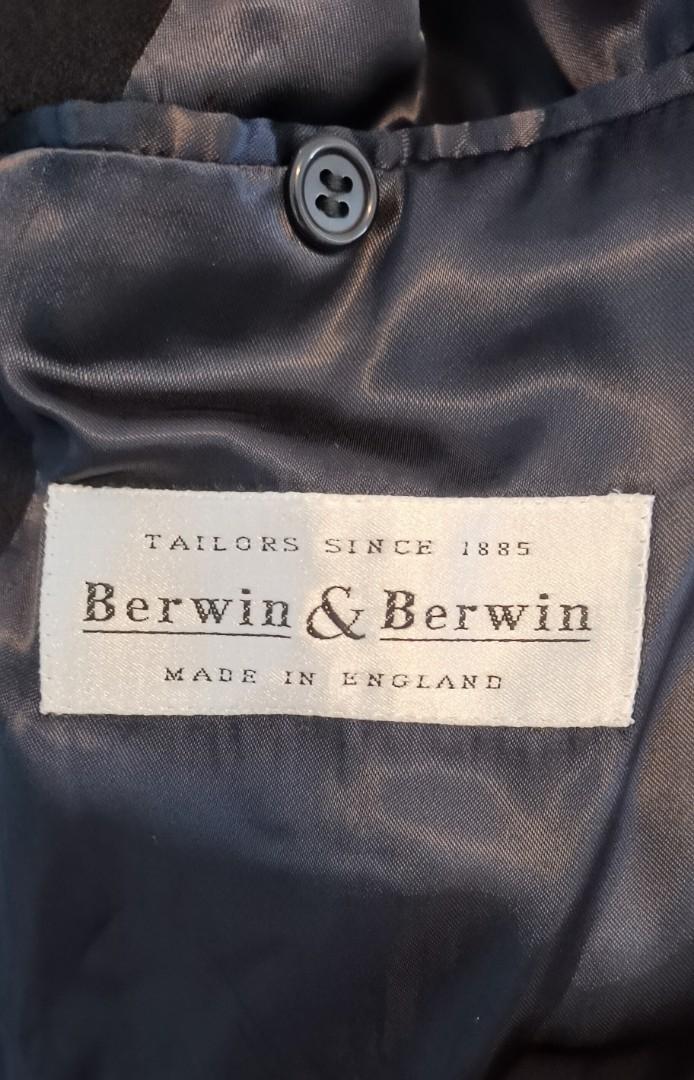 TAILORS SINCE 1885
Berwin & Berwin
MADE IN ENGLAND